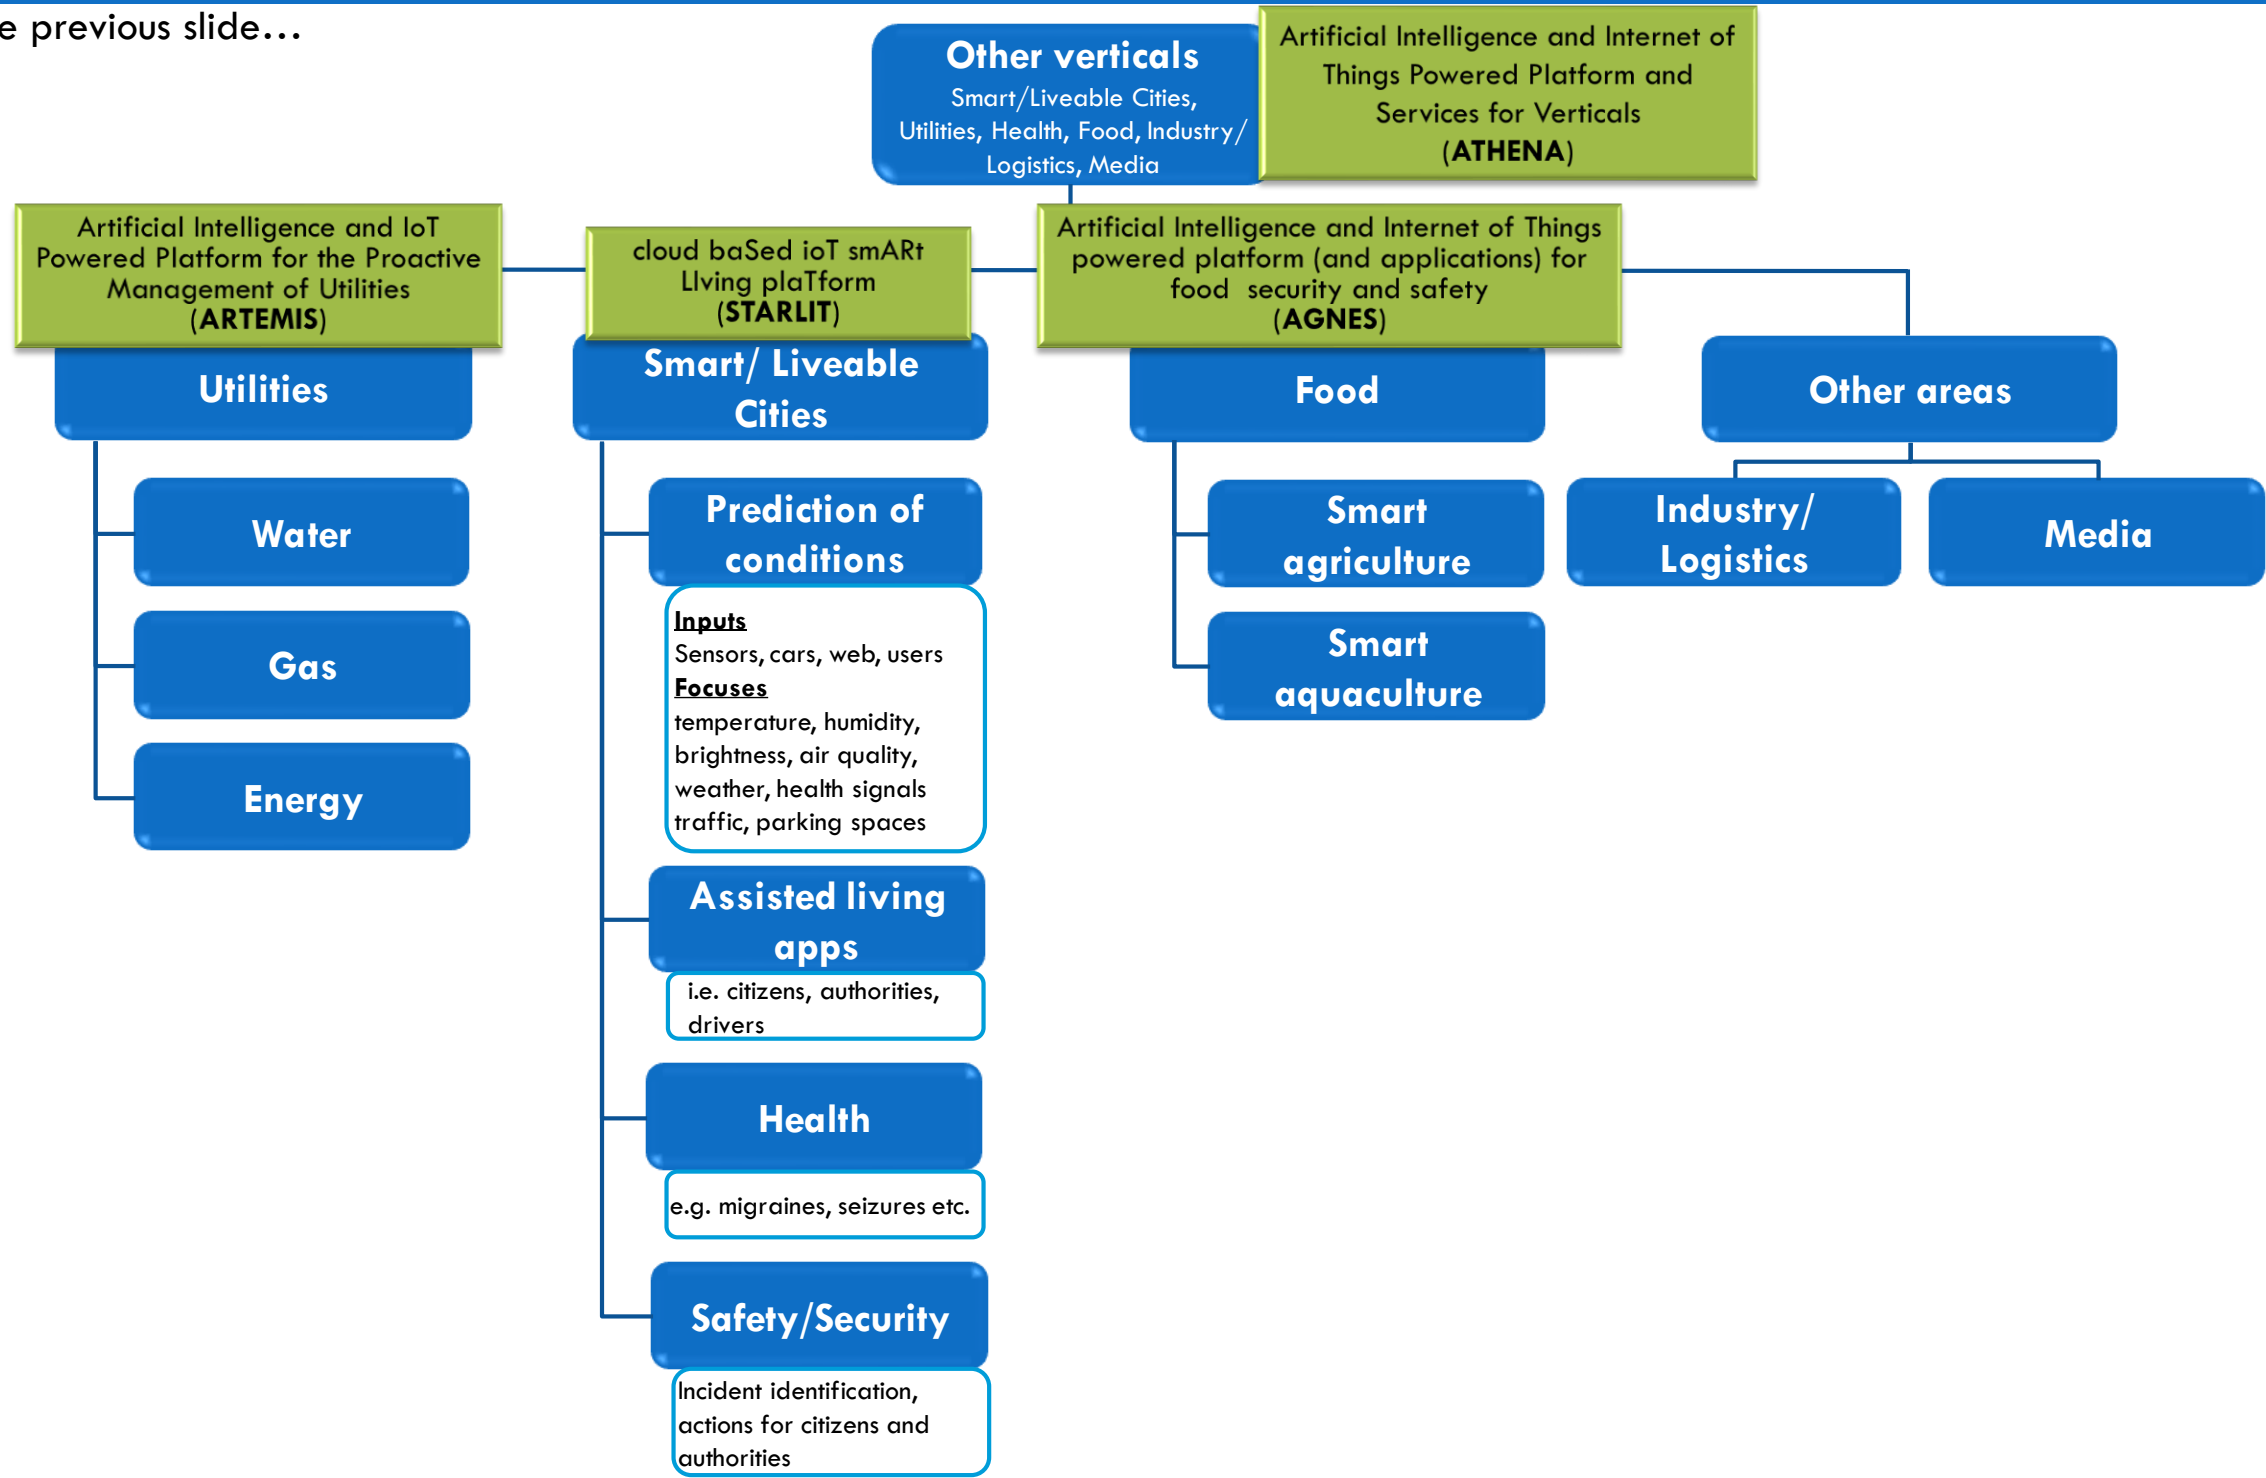 e previous slide...
Other verticals
Smart/Liveable Cities,
Utilities, Health, Food, Industry/
Logistics, Media
Artificial Intelligence and Internet of
Things Powered Platform and
Services for Verticals
(ATHENA)
Artificial Intelligence and IoT
Powered Platform for the Proactive
Management of Utilities
(ARTEMIS)
cloud baSed ioT smARt
LIving plaTform
(STARLIT)
Artificial Intelligence and Internet of Things
powered platform (and applications) for
food security and safety
(AGNES)
Utilities
Water
Gas
Energy
Smart/ Liveable
Cities
Prediction of
conditions
Inputs
Sensors, cars, web, users
Focuses
temperature, humidity,
brightness, air quality,
weather, health signals
traffic, parking spaces
Assisted living
apps
i.e. citizens, authorities,
drivers
Health
e.g. migraines, seizures etc.
Safety/Security
Incident identification,
actions for citizens and
authorities
Food
Smart
agriculture
Smart
aquaculture
Other areas
Industry/
Logistics
Media